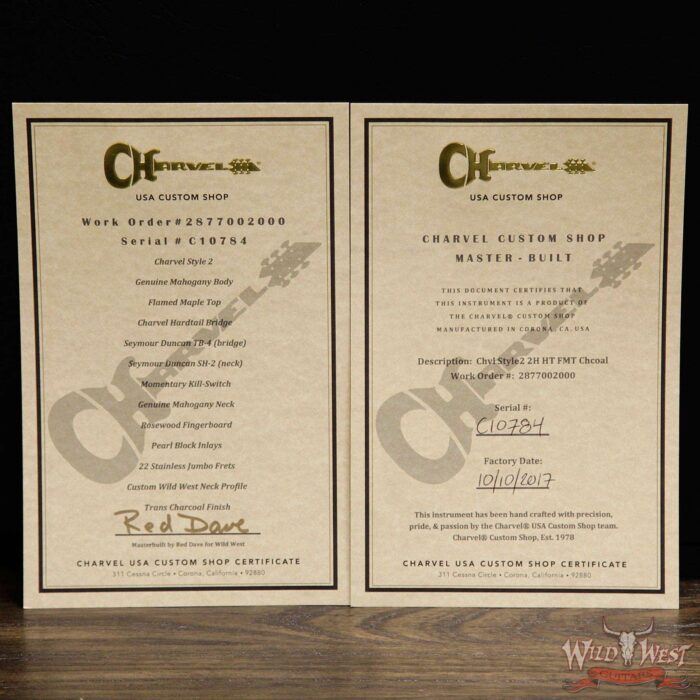 CHARVEL®
USA CUSTOM SHOP
Work Order# 2877002000
Serial # C10784
Charvel Style 2
Genuine Mahogany Body
Flamed Maple Top
Charvel Hardtail Bridge
Seymour Duncan TB-4 (bridge)
Seymour Duncan SH-2 (neck)
Momentary Kill-Switch
Genuine Mahogany Neck
Rosewood Fingerboard
Pearl Block Inlays
22 Stainless Jumbo Frets
Custom Wild West Neck Profile
Trans Charcoal Finish
Red Dave
Masterbuilt by Red Dave for Wild West
CHARVEL USA CUSTOM SHOP CERTIFICATE
311 Cessna Circle • Corona, California • 92880
CHARVEL
CHARVEL®
USA CUSTOM SHOP
CHARVEL CUSTOM SHOP
MASTER - BUILT
THIS DOCUMENT CERTIFIES THAT
THIS INSTRUMENT IS A PRODUCT OF
THE CHARVEL® CUSTOM SHOP
MANUFACTURED IN CORONA, CA. USA
Description: Chvl Style2 2H HT FMT Chcoal
Work Order #: 2877002000
Serial #:
C10784
Factory Date:
10/10/2017
This instrument has been hand crafted with precision,
pride, & passion by the Charvel® USA Custom Shop team.
Charvel® Custom Shop, Est. 1978
CHARVEL USA CUSTOM SHOP CERTIFICATE
311 Cessna Circle • Corona, California • 92880
CHARVEL
WILD WEST
GUITARS